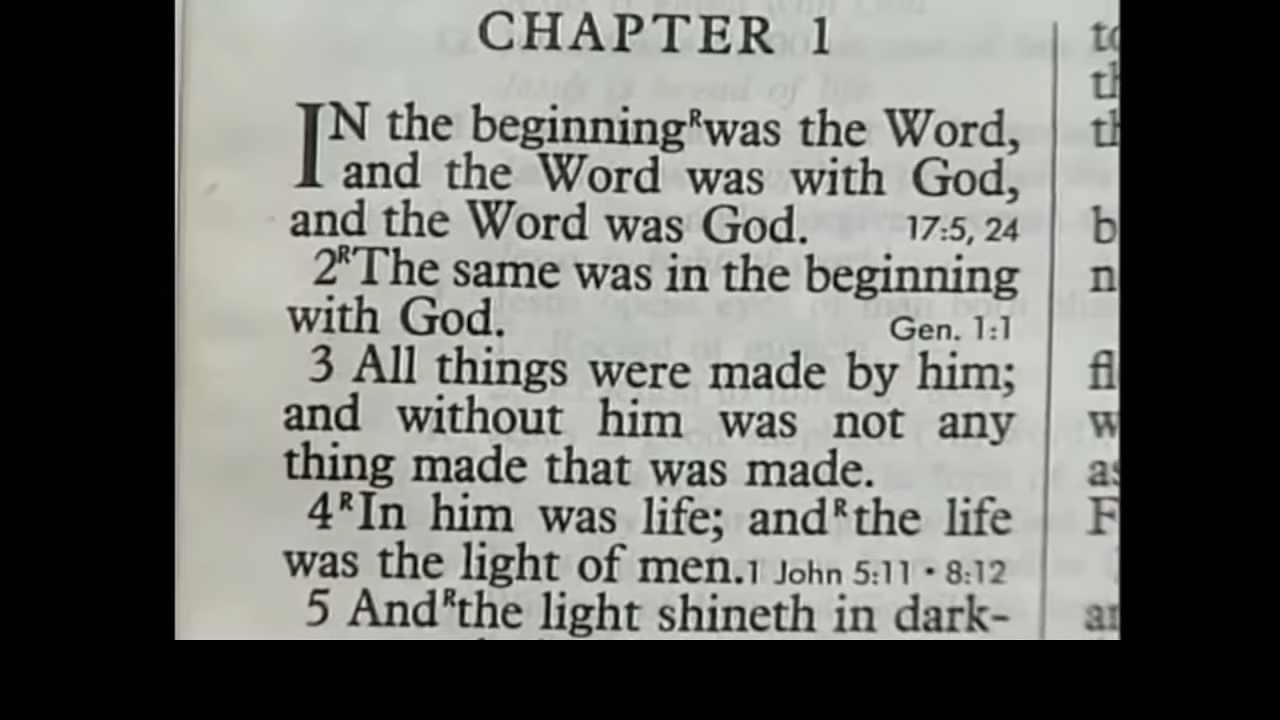 CHAPTER 1
IN the beginningRwas the Word,
and the Word was with God,
and the Word was God. 17:5, 24
2RThe same was in the beginning
with God. Gen. 1:1
3 All things were made by him;
and without him was not any
thing made that was made.
4RIn him was life; andRthe life
was the light of men.1 John 5:11 • 8:12
5 AndRthe light shineth in dark-